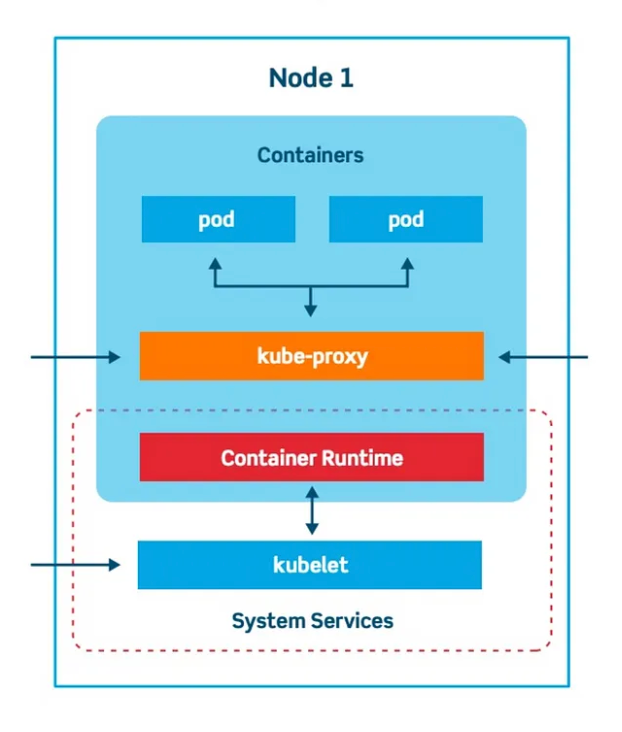 Node 1
Containers
pod
pod
kube-proxy
Container Runtime
kubelet
System Services